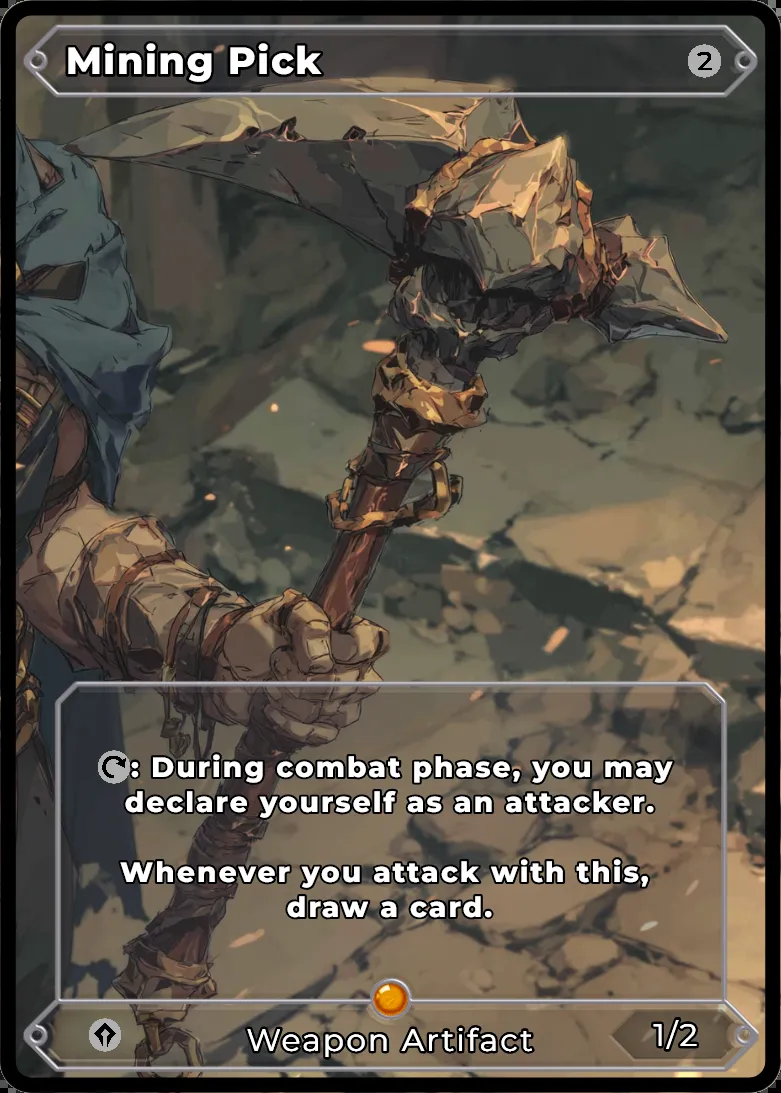 Mining Pick
2
: During combat phase, you may
declare yourself as an attacker.
Whenever you attack with this,
draw a card.
Weapon Artifact
1/2